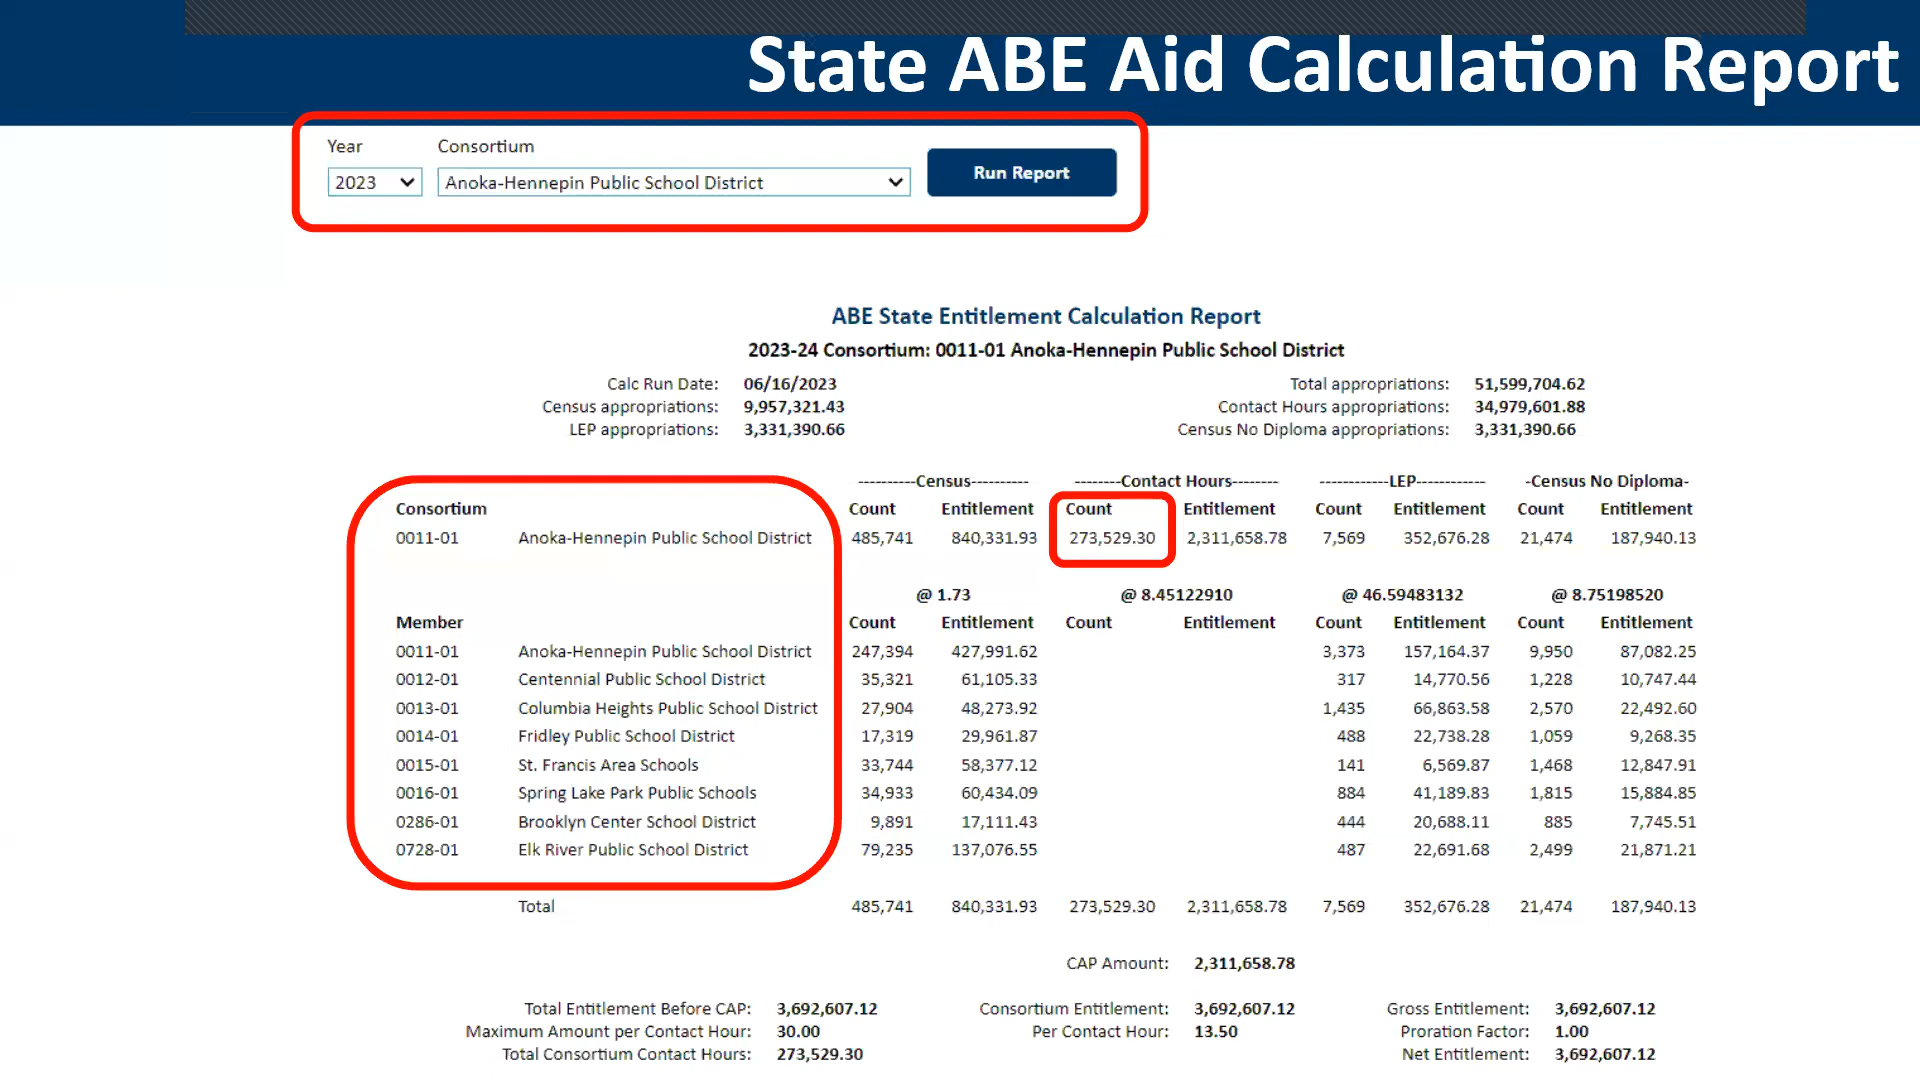 State ABE Aid Calculation Report
Year Consortium
2023 Anoka-Hennepin Public School District Run Report
ABE State Entitlement Calculation Report
2023-24 Consortium: 0011-01 Anoka-Hennepin Public School District
Calc Run Date: 06/16/2023 Total appropriations: 51,599,704.62
Census appropriations: 9,957,321.43 Contact Hours appropriations: 34,979,601.88
LEP appropriations: 3,331,390.66 Census No Diploma appropriations: 3,331,390.66
----------Census---------- --------Contact Hours-------- ------------LEP------------ -Census No Diploma-
Consortium Count Entitlement Count Entitlement Count Entitlement Count Entitlement
0011-01 Anoka-Hennepin Public School District 485,741 840,331.93 273,529.30 2,311,658.78 7,569 352,676.28 21,474 187,940.13
@ 1.73 @ 8.45122910 @ 46.59483132 @ 8.75198520
Member Count Entitlement Count Entitlement Count Entitlement Count Entitlement
0011-01 Anoka-Hennepin Public School District 247,394 427,991.62 3,373 157,164.37 9,950 87,082.25
0012-01 Centennial Public School District 35,321 61,105.33 317 14,770.56 1,228 10,747.44
0013-01 Columbia Heights Public School District 27,904 48,273.92 1,435 66,863.58 2,570 22,492.60
0014-01 Fridley Public School District 17,319 29,961.87 488 22,738.28 1,059 9,268.35
0015-01 St. Francis Area Schools 33,744 58,377.12 141 6,569.87 1,468 12,847.91
0016-01 Spring Lake Park Public Schools 34,933 60,434.09 884 41,189.83 1,815 15,884.85
0286-01 Brooklyn Center School District 9,891 17,111.43 444 20,688.11 885 7,745.51
0728-01 Elk River Public School District 79,235 137,076.55 487 22,691.68 2,499 21,871.21
Total 485,741 840,331.93 273,529.30 2,311,658.78 7,569 352,676.28 21,474 187,940.13
CAP Amount: 2,311,658.78
Total Entitlement Before CAP: 3,692,607.12 Consortium Entitlement: 3,692,607.12 Gross Entitlement: 3,692,607.12
Maximum Amount per Contact Hour: 30.00 Per Contact Hour: 13.50 Proration Factor: 1.00
Total Consortium Contact Hours: 273,529.30 Net Entitlement: 3,692,607.12